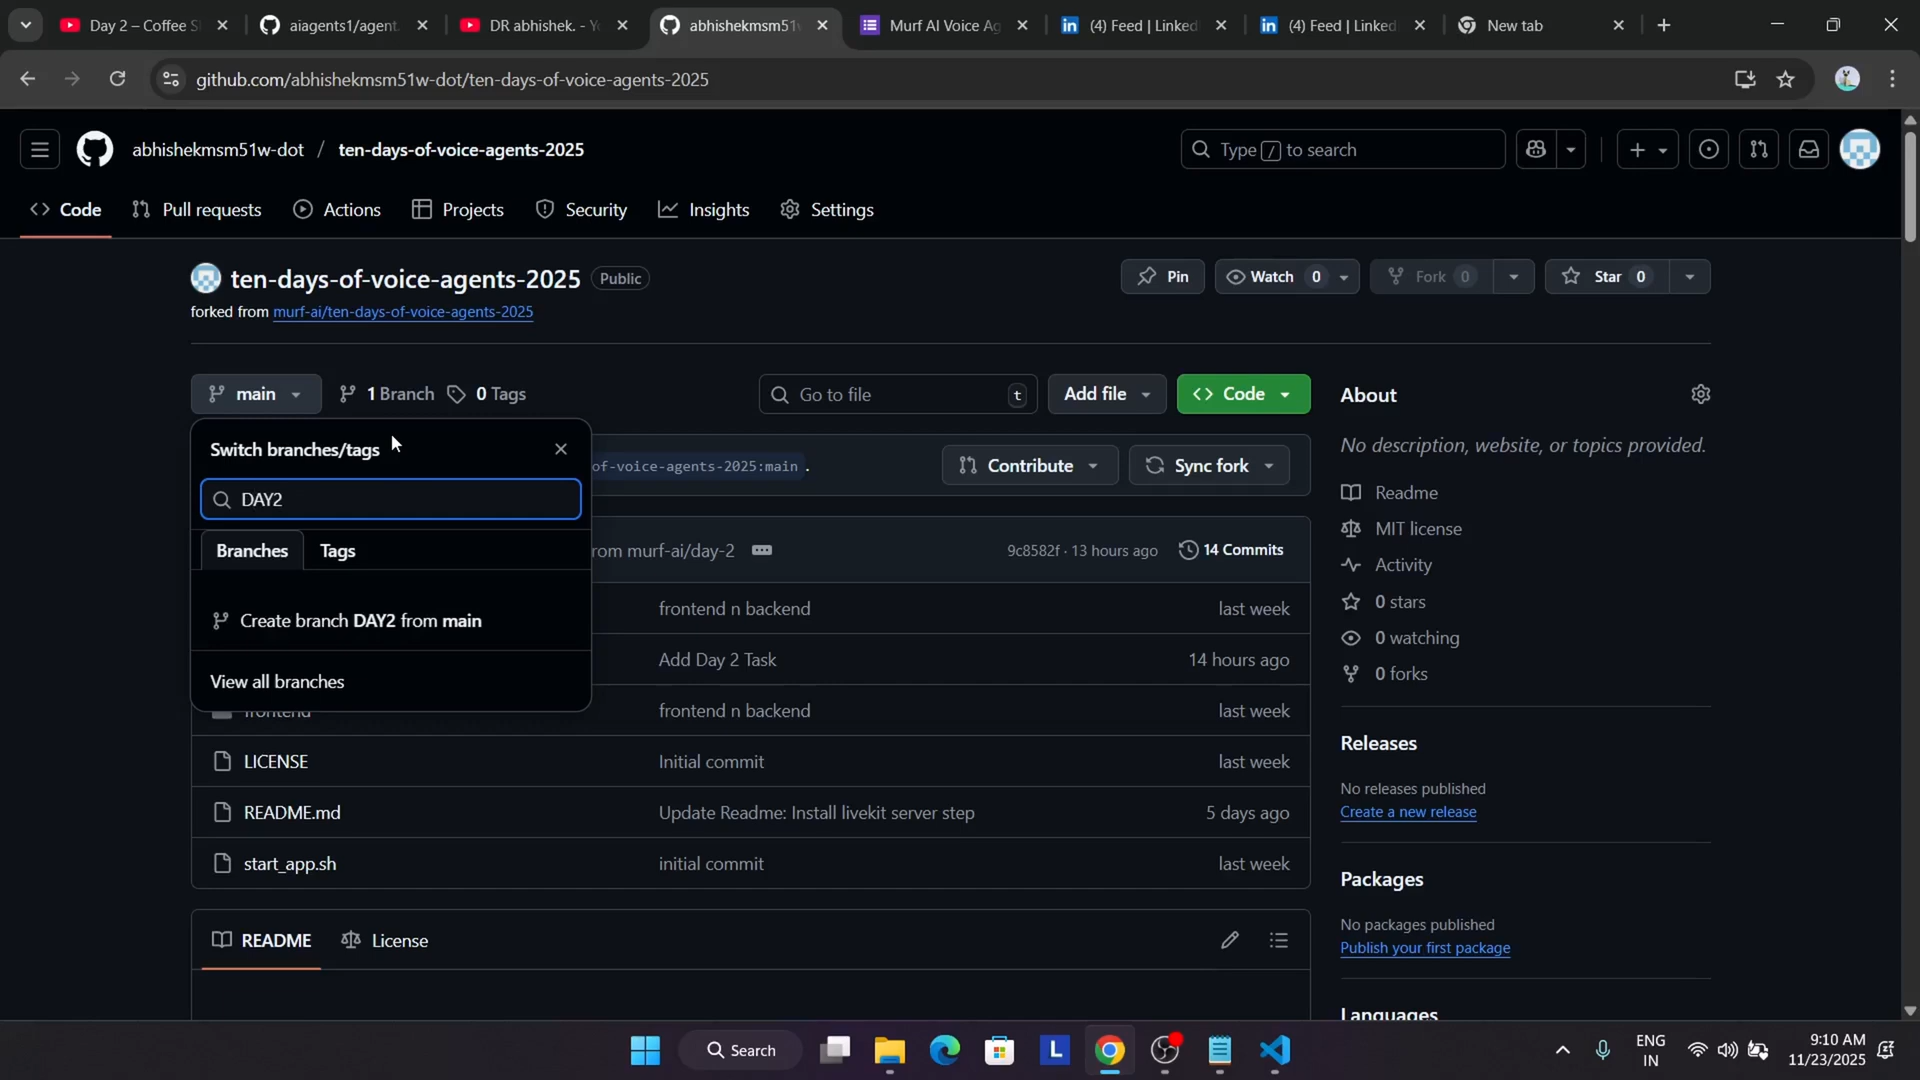 Day 2 – Coffee S
aiagents1/agent.
DR abhishek. - Y
abhishekmsm51
Murf AI Voice Ag
(4) Feed | Linked
(4) Feed | Linked
New tab
github.com/abhishekmsm51w-dot/ten-days-of-voice-agents-2025
abhishekmsm51w-dot / ten-days-of-voice-agents-2025
Type / to search
Code
Pull requests
Actions
Projects
Security
Insights
Settings
ten-days-of-voice-agents-2025 Public
Pin
Watch 0
Fork 0
Star 0
forked from murf-ai/ten-days-of-voice-agents-2025
main
1 Branch
0 Tags
Go to file t
Add file
Code
About
Switch branches/tags
No description, website, or topics provided.
of-voice-agents-2025:main .
Contribute
Sync fork
DAY2
Readme
MIT license
Branches Tags
rom murf-ai/day-2
9c8582f · 13 hours ago
14 Commits
Activity
0 stars
frontend n backend last week
Create branch DAY2 from main
0 watching
Add Day 2 Task 14 hours ago
0 forks
View all branches
frontend frontend n backend last week
Releases
LICENSE Initial commit last week
No releases published
Create a new release
README.md Update Readme: Install livekit server step 5 days ago
start_app.sh initial commit last week
Packages
No packages published
Publish your first package
README License
Languages
Search
L
ENG
IN
9:10 AM
11/23/2025